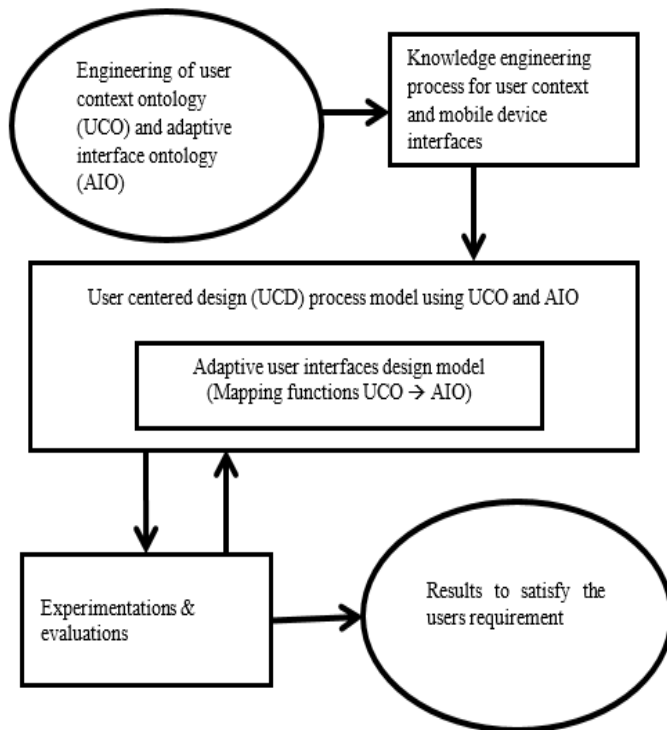 Engineering of user
context ontology
(UCO) and adaptive
interface ontology
(AIO)
Knowledge engineering
process for user context
and mobile device
interfaces
User centered design (UCD) process model using UCO and AIO
Adaptive user interfaces design model
(Mapping functions UCO → AIO)
Experimentations &
evaluations
Results to satisfy the
users requirement